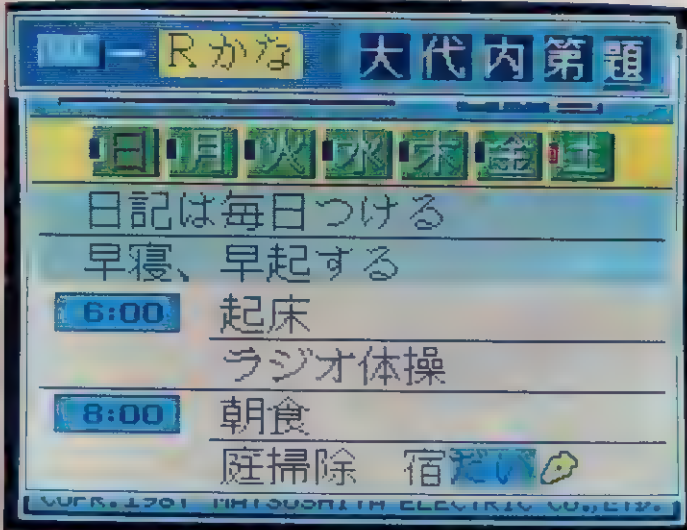 Rかな 大代内第題
日月火水木金土
日記は毎日つける
早寝、早起する
6:00 起床
ラジオ体操
8:00 朝食
庭掃除 宿だい
COPR.1987 MATSUSHITA ELECTRIC CO.,LTD.